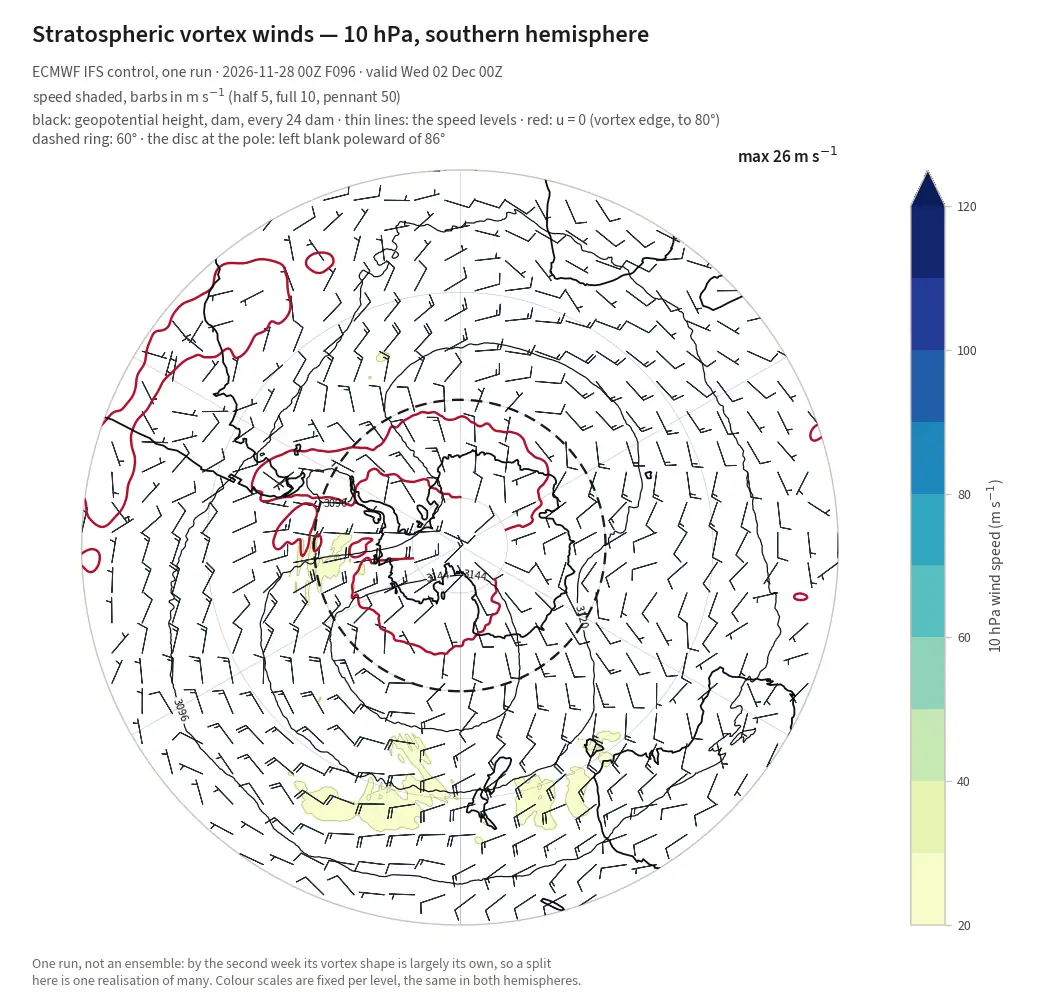 Stratospheric vortex winds — 10 hPa, southern hemisphere
ECMWF IFS control, one run · 2026-11-28 00Z F096 · valid Wed 02 Dec 00Z
speed shaded, barbs in m s⁻¹ (half 5, full 10, pennant 50)
black: geopotential height, dam, every 24 dam · thin lines: the speed levels · red: u = 0 (vortex edge, to 80°)
dashed ring: 60° · the disc at the pole: left blank poleward of 86°
max 26 m s⁻¹
120
100
80
60
40
20
10 hPa wind speed (m s⁻¹)
3096
3144
3144
3120
3096
One run, not an ensemble: by the second week its vortex shape is largely its own, so a split
here is one realisation of many. Colour scales are fixed per level, the same in both hemispheres.